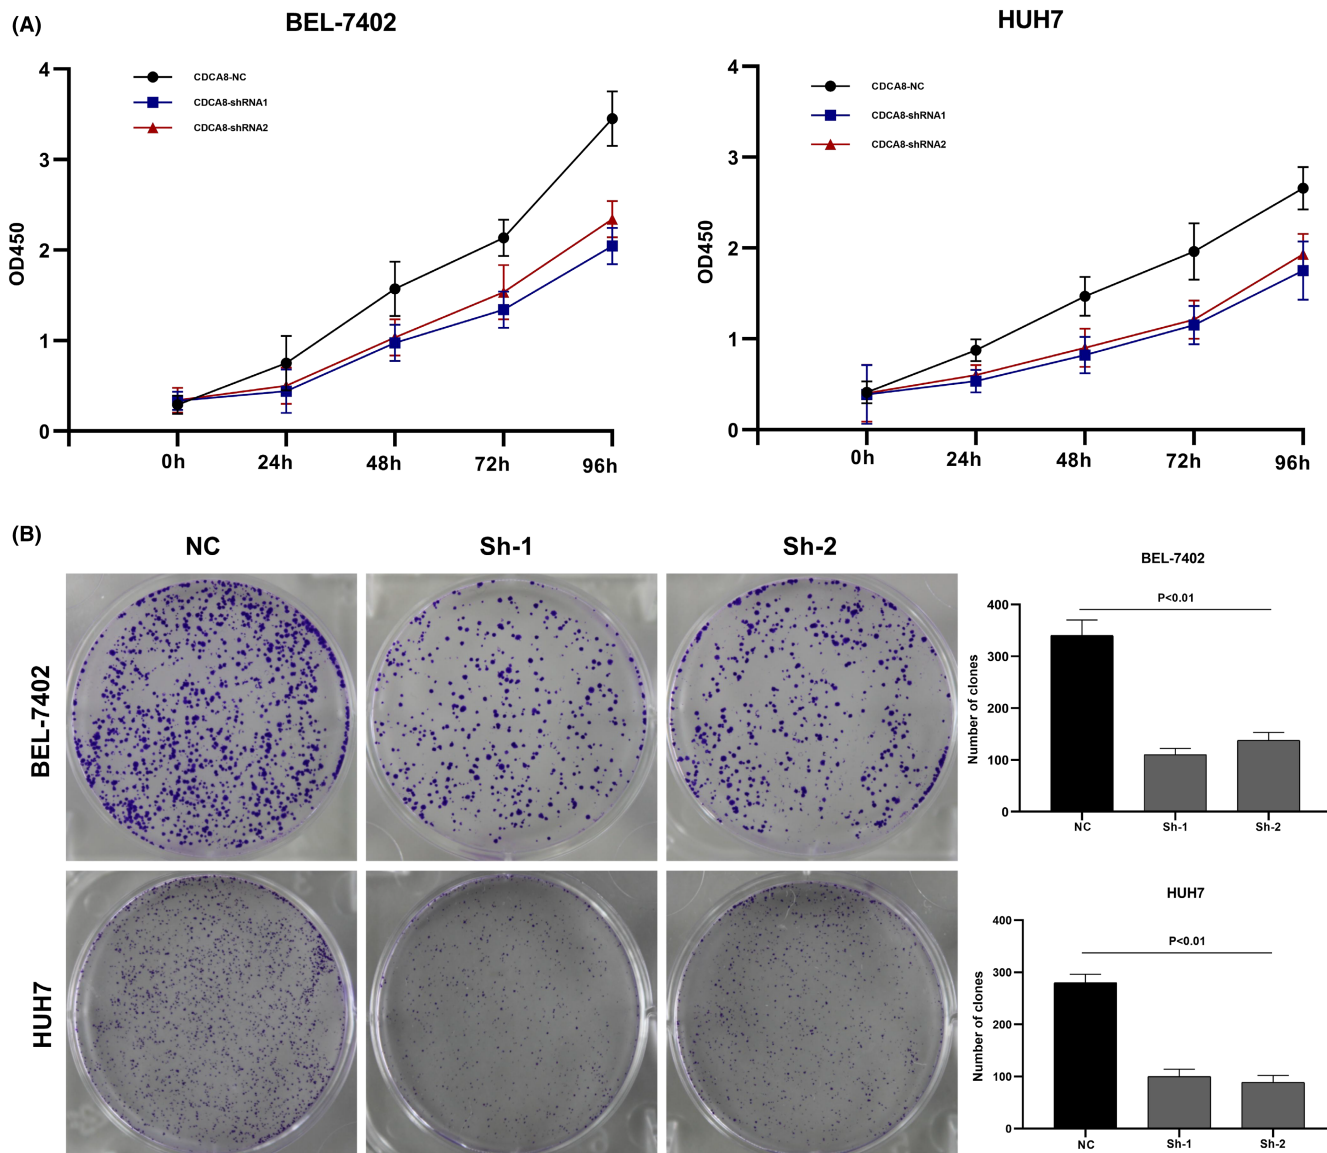 (A)
BEL-7402
4
3
2
1
0
OD450
CDCA8-NC
CDCA8-shRNA1
CDCA8-shRNA2
0h 24h 48h 72h 96h
HUH7
4
3
2
1
0
OD450
CDCA8-NC
CDCA8-shRNA1
CDCA8-shRNA2
0h 24h 48h 72h 96h
(B)
NC Sh-1 Sh-2
BEL-7402
HUH7
BEL-7402
P<0.01
400
300
200
100
0
Number of clones
NC Sh-1 Sh-2
HUH7
P<0.01
400
300
200
100
0
Number of clones
NC Sh-1 Sh-2